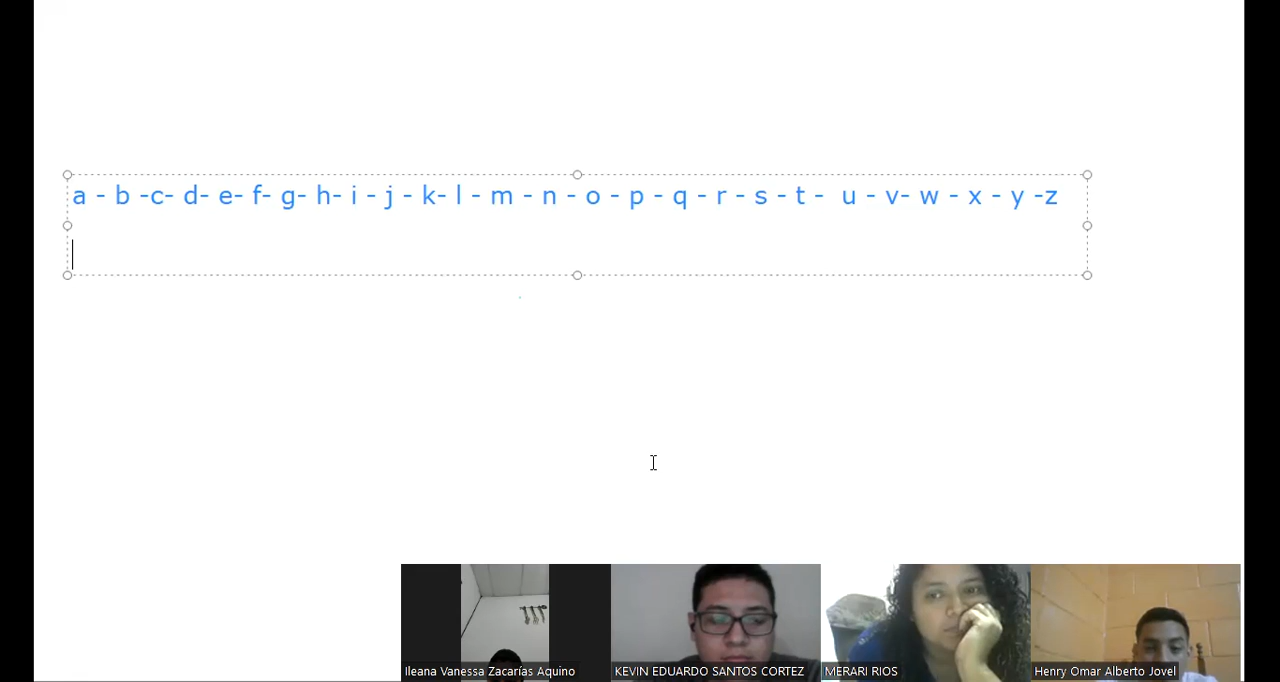 a - b -c- d- e- f- g- h- i - j - k- l - m - n - o - p - q - r - s - t -  u - v- w - x - y -z
Ileana Vanessa Zacarías Aquino
KEVIN EDUARDO SANTOS CORTEZ
MERARI RIOS
Henry Omar Alberto Jovel